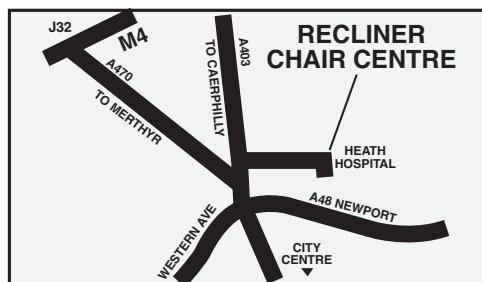 J32
M4
A470
TO MERTHYR
A403
TO CAERPHILLY
RECLINER
CHAIR CENTRE
HEATH
HOSPITAL
WESTERN AVE
A48 NEWPORT
CITY
CENTRE